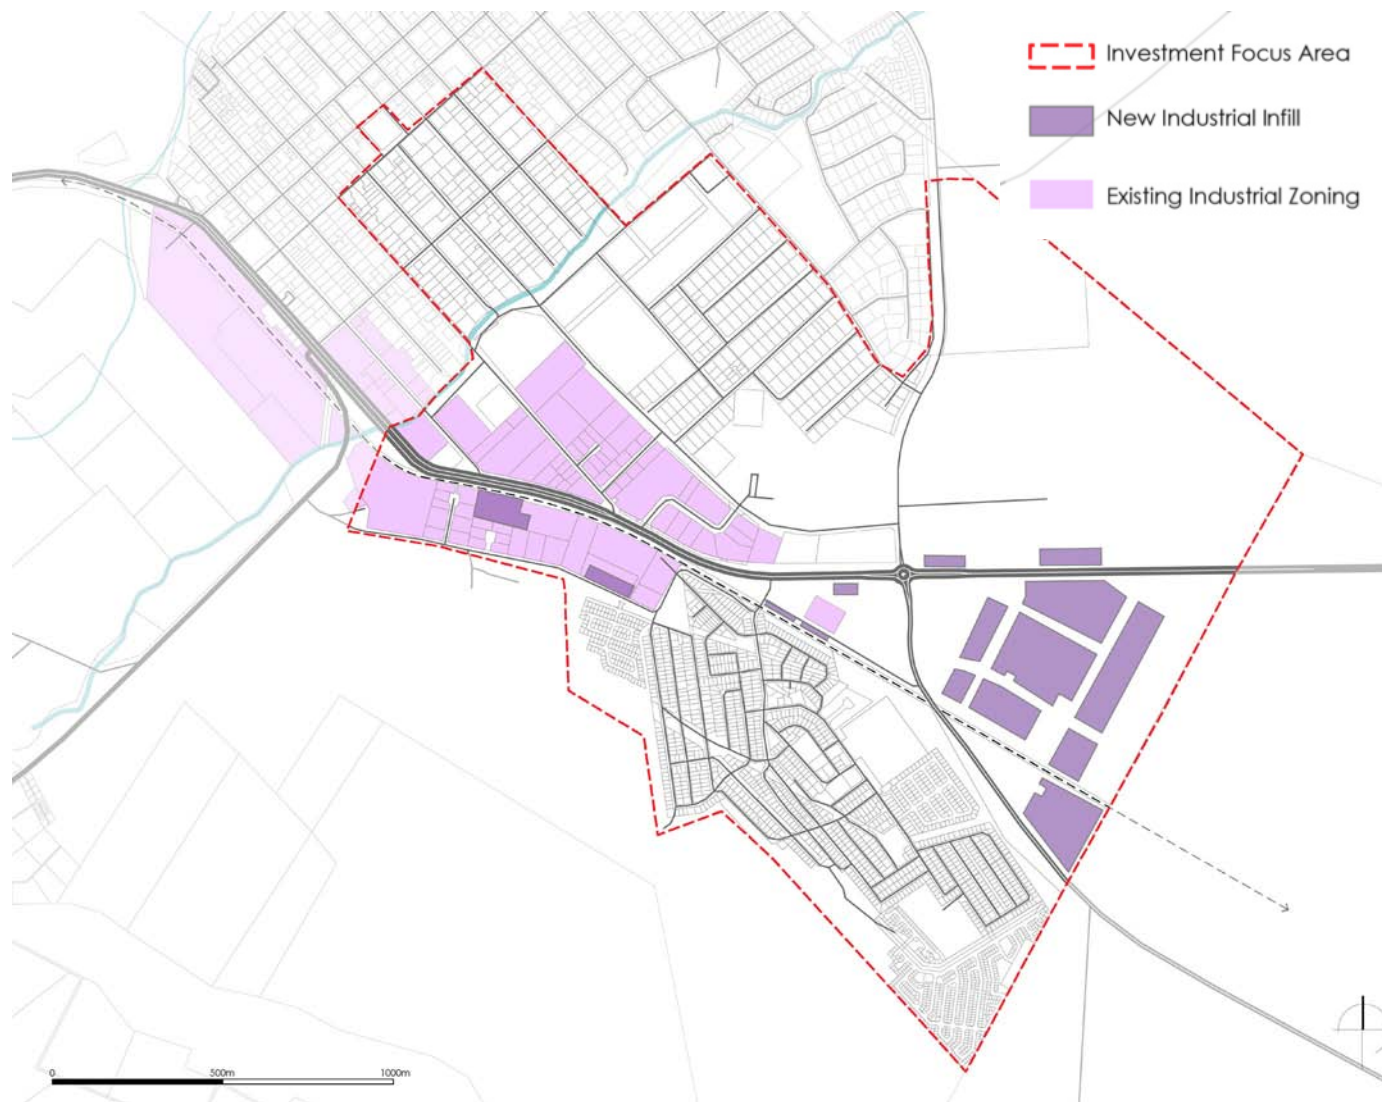 Investment Focus Area
New Industrial Infill
Existing Industrial Zoning
0 500m 1000m